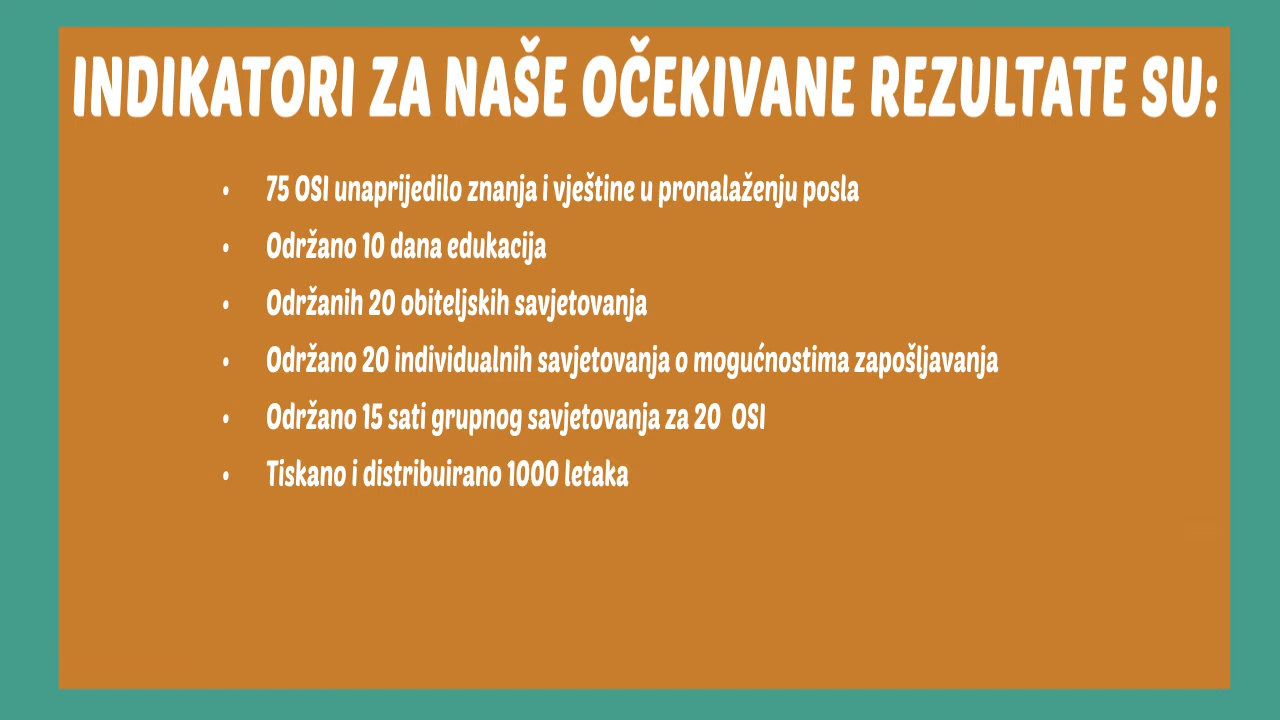 INDIKATORI ZA NAŠE OČEKIVANE REZULTATE SU:
• 75 OSI unaprijedilo znanja i vještine u pronalaženju posla
• Održano 10 dana edukacija
• Održanih 20 obiteljskih savjetovanja
• Održano 20 individualnih savjetovanja o mogućnostima zapošljavanja
• Održano 15 sati grupnog savjetovanja za 20  OSI
• Tiskano i distribuirano 1000 letaka